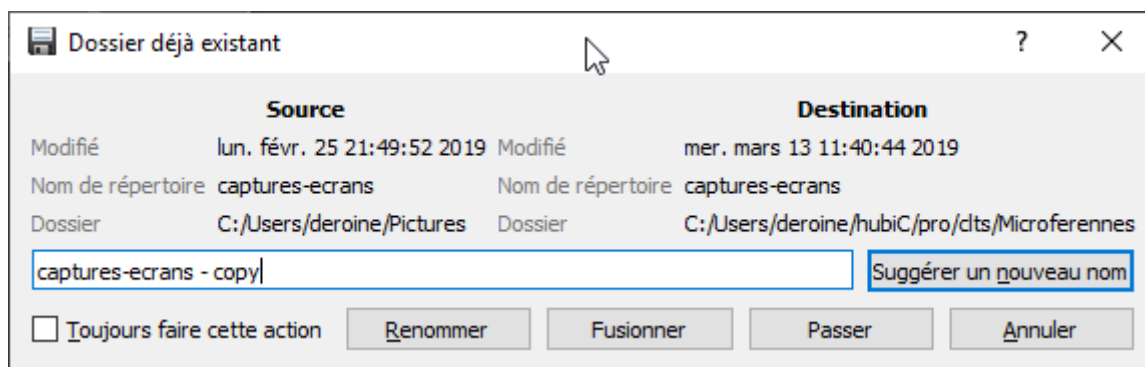 Dossier déjà existant ?
Source Destination
Modifié lun. févr. 25 21:49:52 2019 Modifié mer. mars 13 11:40:44 2019
Nom de répertoire captures-ecrans Nom de répertoire captures-ecrans
Dossier C:/Users/deroine/Pictures Dossier C:/Users/deroine/hubiC/pro/clts/Microferennes
captures-ecrans - copy Suggérer un nouveau nom
Toujours faire cette action Renommer Fusionner Passer Annuler